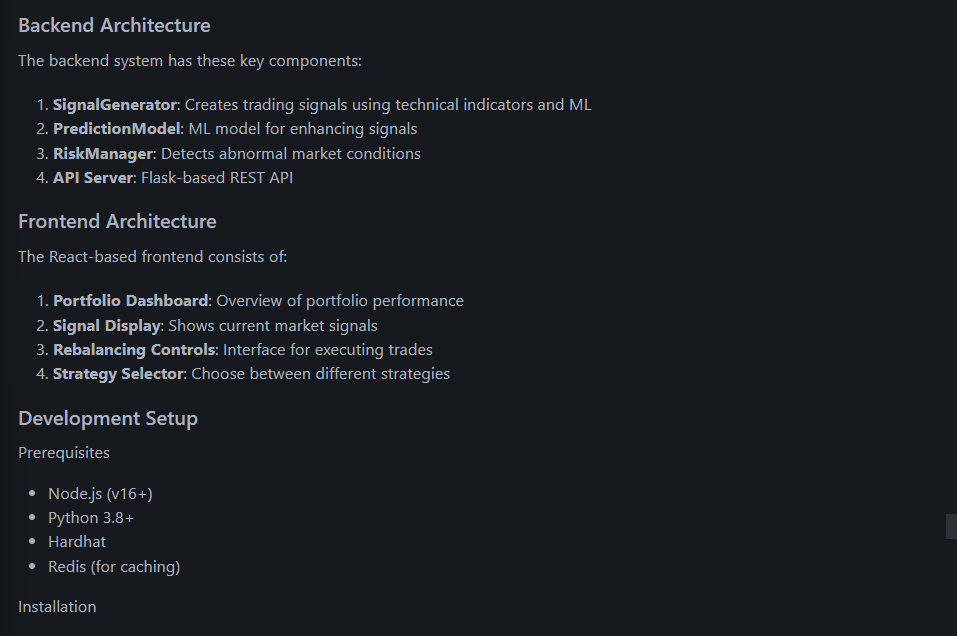 Backend Architecture
The backend system has these key components:
1. SignalGenerator: Creates trading signals using technical indicators and ML
2. PredictionModel: ML model for enhancing signals
3. RiskManager: Detects abnormal market conditions
4. API Server: Flask-based REST API
Frontend Architecture
The React-based frontend consists of:
1. Portfolio Dashboard: Overview of portfolio performance
2. Signal Display: Shows current market signals
3. Rebalancing Controls: Interface for executing trades
4. Strategy Selector: Choose between different strategies
Development Setup
Prerequisites
• Node.js (v16+)
• Python 3.8+
• Hardhat
• Redis (for caching)
Installation